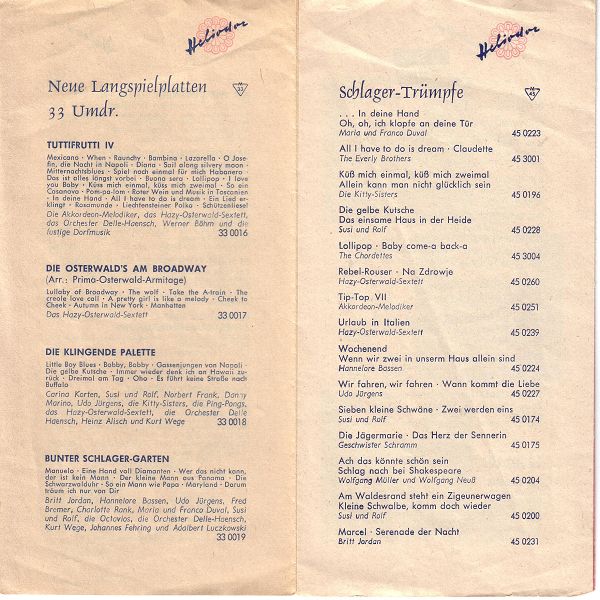 Heliodor
Neue Langspielplatten
33 Umdr.
M 33
TUTTIFRUTTI IV
Mexicano · When · Raunchy · Bambina · Lazarella · O Jose-
fin, die Nacht in Napoli · Diana · Sail along silvery moon ·
Mitternachtsblues · Spiel noch einmal für mich Habanero ·
Das ist alles längst vorbei · Buona sera · Lollipop · I love
you Baby · Küss mich einmal, küss mich zweimal · So ein
Casanova · Pom-pa-lom · Roter Wein und Musik in Toscanien
· In deine Hand · All I have to do is dream · Ein Lied er-
klingt · Rosamunde · Liechtensteiner Polka · Schützenliesel
Die Akkordeon-Melodiker, das Hazy-Osterwald-Sextett,
das Orchester Delle-Haensch, Werner Böhm und die
lustige Dorfmusik 33 0016
DIE OSTERWALD'S AM BROADWAY
(Arr.: Prima-Osterwald-Armitage)
Lullaby of Broadway · The wolf · Take the A-train · The
creole love call · A pretty girl is like a melody · Cheek to
Cheek · Autumn in New York · Manhatten
Das Hazy-Osterwald-Sextett 33 0017
DIE KLINGENDE PALETTE
Little Boy Blues · Bobby, Bobby · Gassenjungen von Napoli ·
Die gelbe Kutsche · Immer wieder denk ich an Hawaii zu-
rück · Dreimal am Tag · Oho · Es führt keine Straße nach
Buffalo
Carina Korten, Susi und Rolf, Norbert Frank, Danny
Marino, Udo Jürgens, die Kitty-Sisters, die Ping-Pongs,
das Hazy-Osterwald-Sextett, die Orchester Delle
Haensch, Heinz Alisch und Kurt Wege 33 0018
BUNTER SCHLAGER-GARTEN
Manuelo · Eine Hand voll Diamanten · Wer das nicht kann,
der ist kein Mann · Der kleine Mann aus Panama · Die
Schwarzwalduhr · So ein Mann wie Papa · Maryland · Darum
träum ich nur von Dir
Britt Jordan, Hannelore Bassen, Udo Jürgens, Fred
Bremer, Charlotte Rank, Maria und Franco Duval, Susi
und Rolf, die Octavios, die Orchester Delle-Haensch,
Kurt Wege, Johannes Fehring und Adalbert Luczkowski
33 0019
Heliodor
Schlager-Trümpfe
M 45
. . . In deine Hand
Oh, oh, ich klopfe an deine Tür
Maria und Franco Duval 45 0223
All I have to do is dream · Claudette
The Everly Brothers 45 3001
Küß mich einmal, küß mich zweimal
Allein kann man nicht glücklich sein
Die Kitty-Sisters 45 0196
Die gelbe Kutsche
Das einsame Haus in der Heide
Susi und Rolf 45 0228
Lollipop · Baby come-a back-a
The Chordettes 45 3004
Rebel-Rouser · Na Zdrowje
Hazy-Osterwald-Sextett 45 0260
Tip-Top VII
Akkordeon-Melodiker 45 0251
Urlaub in Italien
Hazy-Osterwald-Sextett 45 0239
Wochenend
Wenn wir zwei in unserm Haus allein sind
Hannelore Bassen 45 0224
Wir fahren, wir fahren · Wann kommt die Liebe
Udo Jürgens 45 0227
Sieben kleine Schwäne · Zwei werden eins
Susi und Rolf 45 0174
Die Jägermarie · Das Herz der Sennerin
Geschwister Schramm 45 0175
Ach das könnte schön sein
Schlag nach bei Shakespeare
Wolfgang Müller und Wolfgang Neuß 45 0204
Am Waldesrand steht ein Zigeunerwagen
Kleine Schwalbe, komm doch wieder
Susi und Rolf 45 0200
Marcel · Serenade der Nacht
Britt Jordan 45 0231